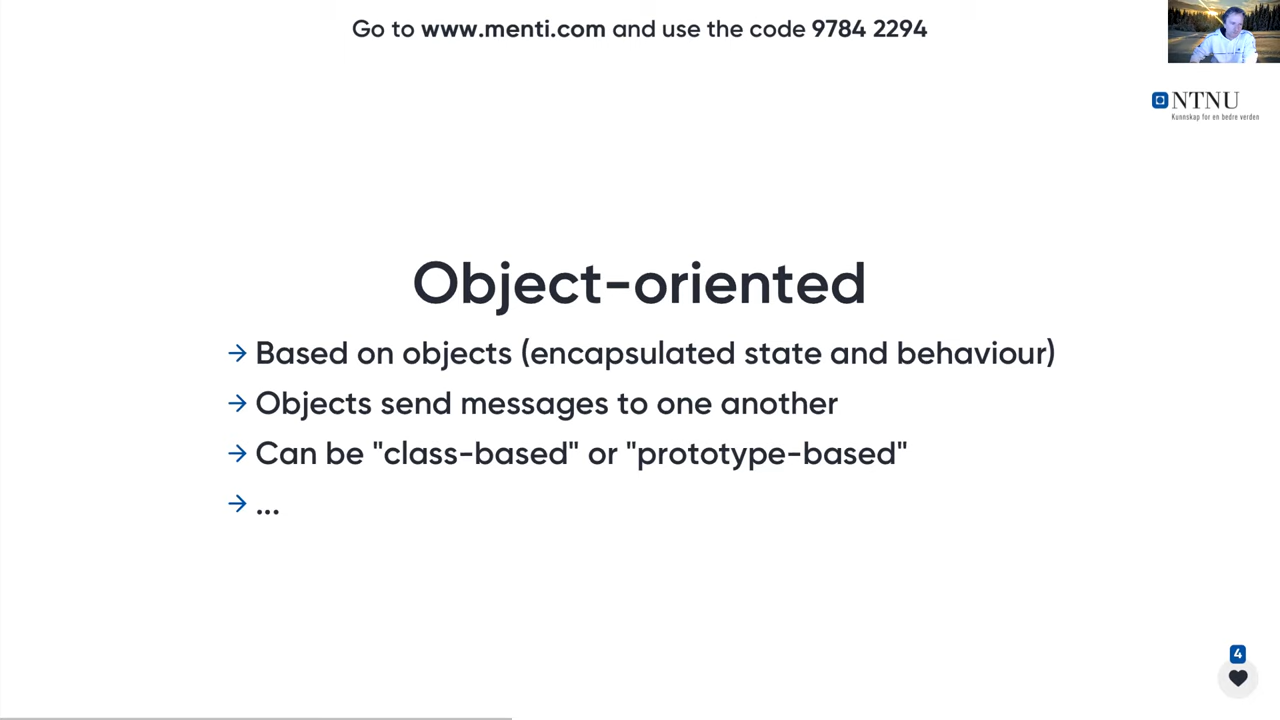 Go to www.menti.com and use the code 9784 2294
NTNU
Kunnskap for en bedre verden
Object-oriented
→ Based on objects (encapsulated state and behaviour)
→ Objects send messages to one another
→ Can be "class-based" or "prototype-based"
→ ...
4